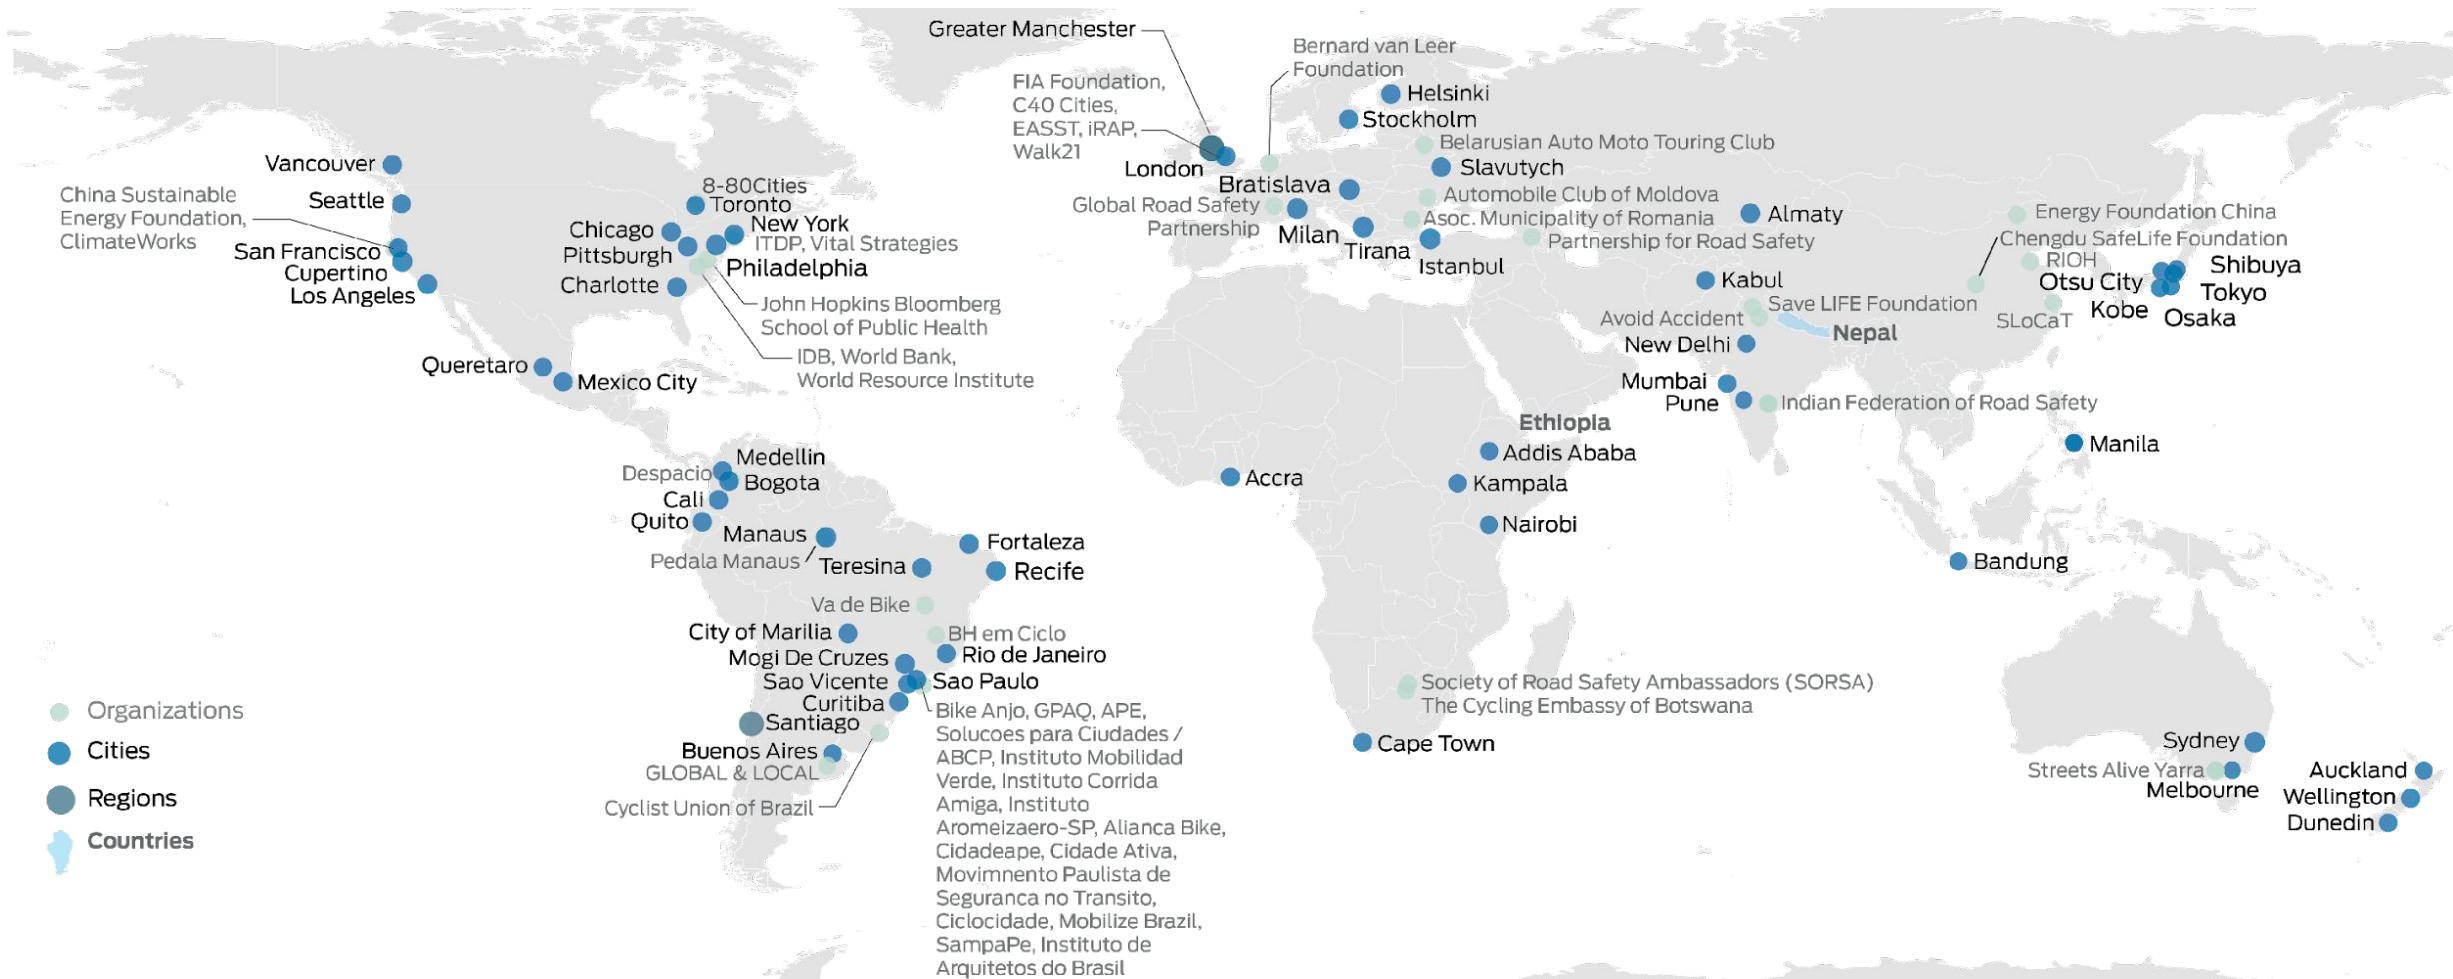 Greater Manchester
Bernard van Leer
Foundation
FIA Foundation,
C40 Cities,
EASST, iRAP,
Walk21
Helsinki
Stockholm
Belarusian Auto Moto Touring Club
London
Slavutych
Bratislava
Automobile Club of Moldova
Global Road Safety
Partnership
Asoc. Municipality of Romania
Milan
Tirana
Partnership for Road Safety
Istanbul
Vancouver
China Sustainable
Energy Foundation,
ClimateWorks
Seattle
San Francisco
Cupertino
Los Angeles
8-80Cities
Toronto
New York
Chicago
ITDP, Vital Strategies
Pittsburgh
Philadelphia
Charlotte
John Hopkins Bloomberg
School of Public Health
IDB, World Bank,
World Resource Institute
Queretaro
Mexico City
Almaty
Energy Foundation China
Chengdu SafeLife Foundation
RIOH
Shibuya
Otsu City
Tokyo
Kobe
Osaka
SLoCaT
Kabul
Save LIFE Foundation
Avoid Accident
Nepal
New Delhi
Mumbai
Pune
Indian Federation of Road Safety
Manila
Ethiopia
Addis Ababa
Accra
Kampala
Nairobi
Bandung
Medellin
Despacio
Bogota
Cali
Quito
Manaus
Pedala Manaus
Fortaleza
Teresina
Recife
Va de Bike
City of Marilia
BH em Ciclo
Mogi De Cruzes
Rio de Janeiro
Sao Vicente
Sao Paulo
Curitiba
Santiago
Buenos Aires
GLOBAL & LOCAL
Cyclist Union of Brazil
Bike Anjo, GPAQ, APE,
Solucoes para Ciudades /
ABCP, Instituto Mobilidad
Verde, Instituto Corrida
Amiga, Instituto
Aromeizaero-SP, Alianca Bike,
Cidadeape, Cidade Ativa,
Movimnento Paulista de
Seguranca no Transito,
Ciclocidade, Mobilize Brazil,
SampaPe, Instituto de
Arquitetos do Brasil
Society of Road Safety Ambassadors (SORSA)
The Cycling Embassy of Botswana
Cape Town
Sydney
Streets Alive Yarra
Melbourne
Auckland
Wellington
Dunedin
Organizations
Cities
Regions
Countries